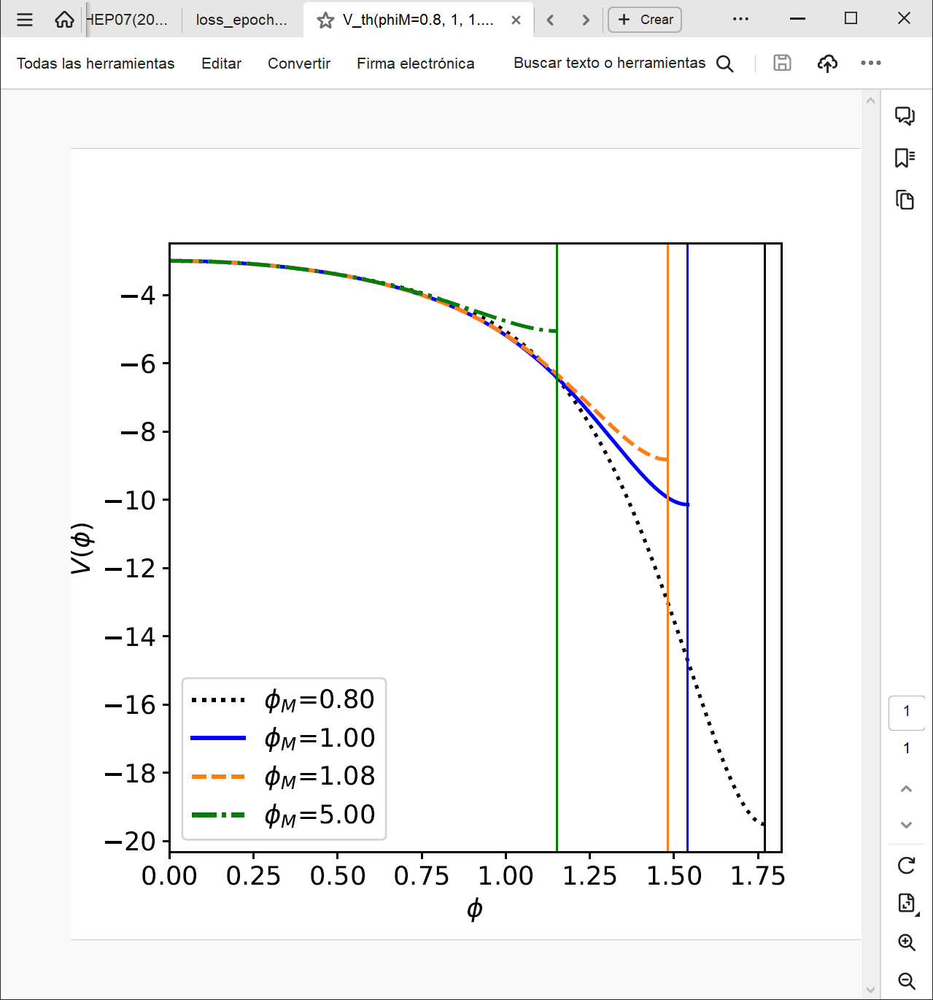 HEP07(20...
loss_epoch...
V_th(phiM=0.8, 1, 1....
Crear
Todas las herramientas
Editar
Convertir
Firma electrónica
Buscar texto o herramientas
−4
−6
−8
−10
−12
−14
−16
−18
−20
V(ϕ)
ϕM=0.80
ϕM=1.00
ϕM=1.08
ϕM=5.00
0.00 0.25 0.50 0.75 1.00 1.25 1.50 1.75
ϕ
1
1